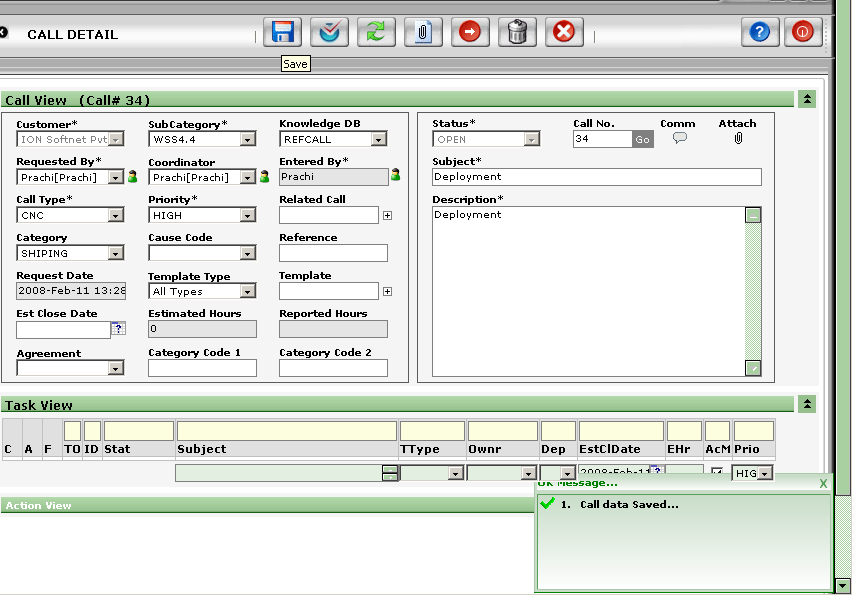 CALL DETAIL
Save
Call View (Call# 34)
Customer* SubCategory* Knowledge DB
ION Softnet Pvt WSS4.4 REFCALL
Requested By* Coordinator Entered By*
Prachi[Prachi] Prachi[Prachi] Prachi
Call Type* Priority* Related Call
CNC HIGH
Category Cause Code Reference
SHIPING
Request Date Template Type Template
2008-Feb-11 13:28 All Types
Est Close Date Estimated Hours Reported Hours
0
Agreement Category Code 1 Category Code 2
Status* Call No. Comm Attach
OPEN 34 Go
Subject*
Deployment
Description*
Deployment
Task View
C A F TO ID Stat Subject TType Ownr Dep EstClDate EHr AcM Prio
2008-Feb-11 HIG
Action View
OK Message... X
1. Call data Saved...